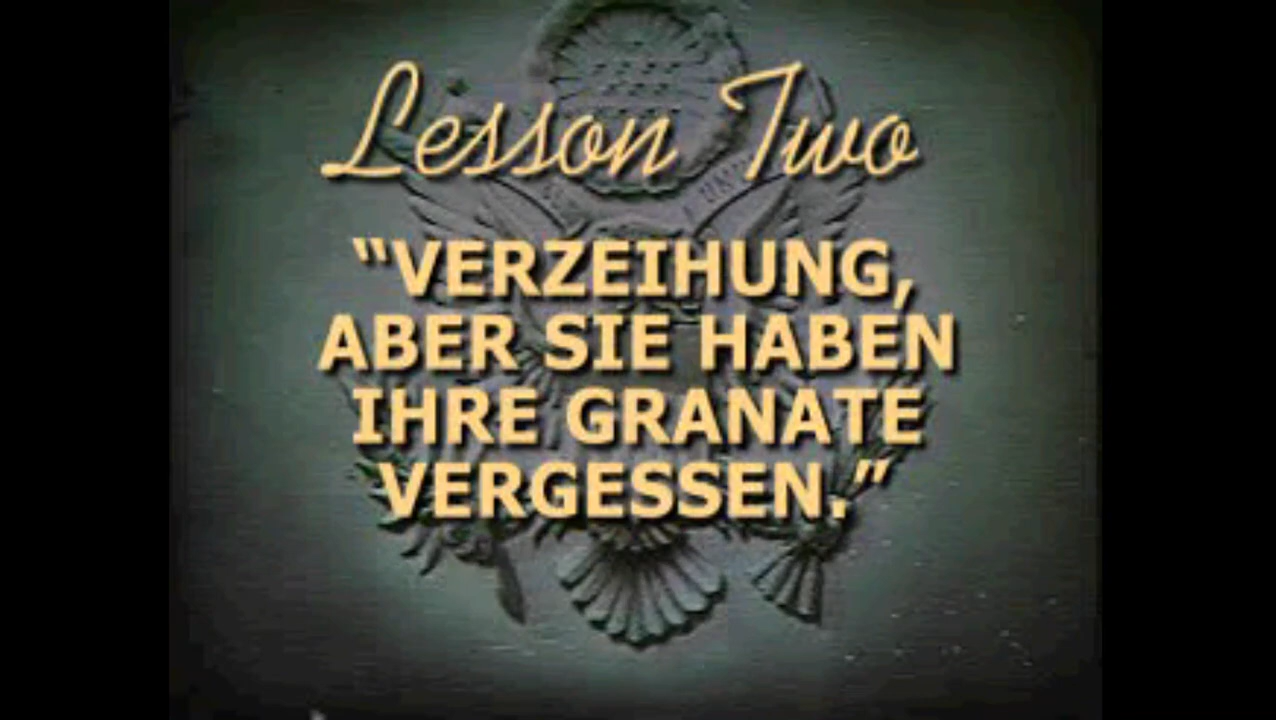 Lesson Two
“VERZEIHUNG,
ABER SIE HABEN
IHRE GRANATE
VERGESSEN.”